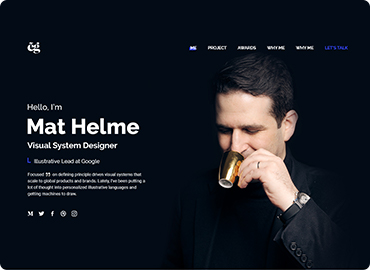 ME PROJECT AWARDS WHY ME WHY ME LET'S TALK
Hello, I'm
Mat Helme
Visual System Designer
Illustrative Lead at Google
Focused on defining principle driven visual systems that
scale to global products and brands. Lately, I've been putting a
lot of thought into personalized illustrative languages and
getting machines to draw.